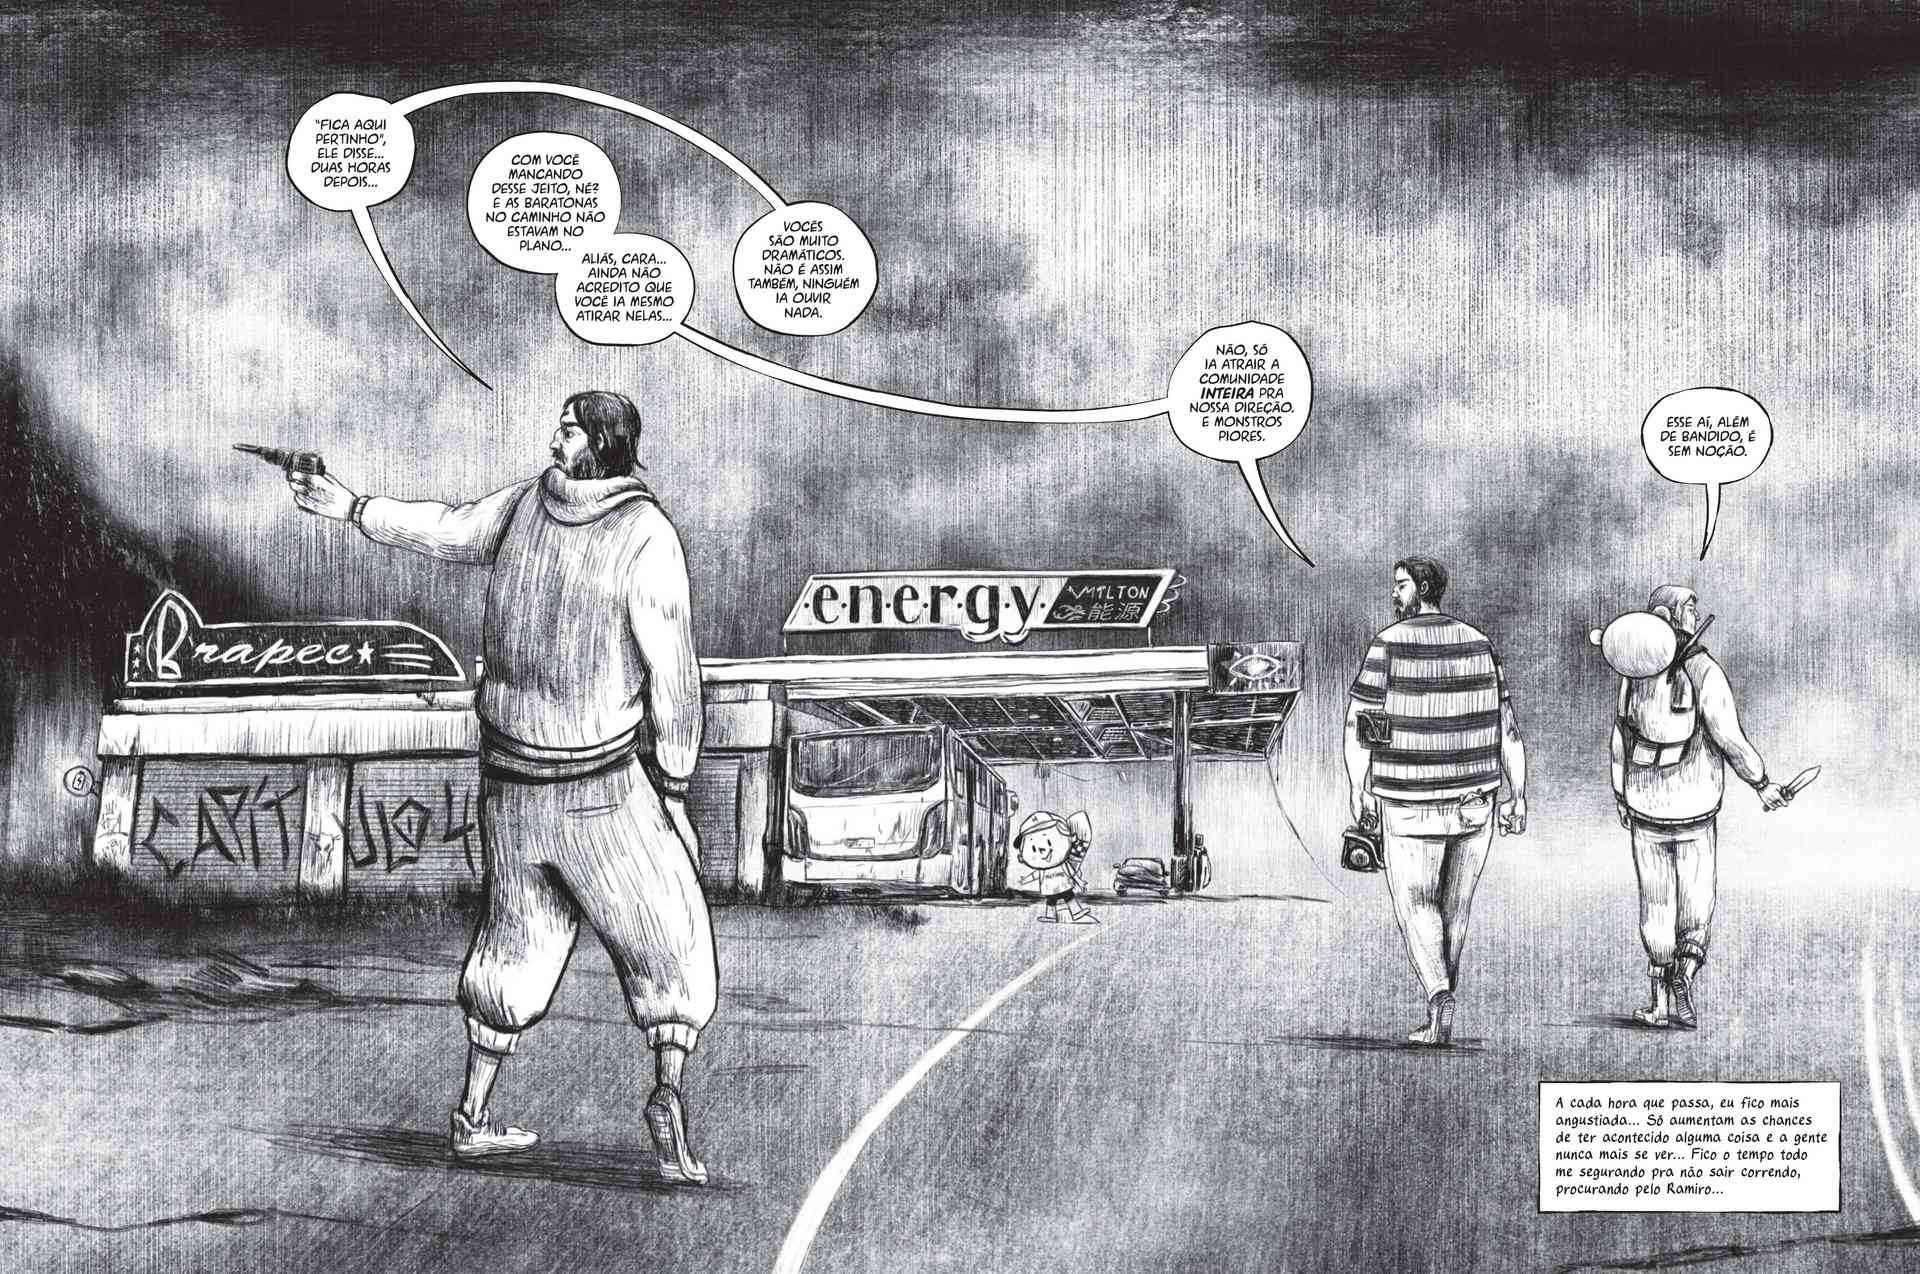 "FICA AQUI
PERTINHO",
ELE DISSE...
DUAS HORAS
DEPOIS...
COM VOCÊ
MANCANDO
DESSE JEITO, NÉ?
E AS BARATONAS
NO CAMINHO NÃO
ESTAVAM NO
PLANO...
ALIÁS, CARA...
AINDA NÃO
ACREDITO QUE
VOCÊ IA MESMO
ATIRAR NELAS...
VOCÊS
SÃO MUITO
DRAMÁTICOS.
NÃO É ASSIM
TAMBÉM, NINGUÉM
IA OUVIR
NADA.
NÃO, SÓ
IA ATRAIR A
COMUNIDADE
INTEIRA PRA
NOSSA DIREÇÃO.
E MONSTROS
PIORES.
ESSE AÍ, ALÉM
DE BANDIDO, É
SEM NOÇÃO.
Brapec
energy
MILTON
能源
CAPÍTULO 4
A cada hora que passa, eu fico mais
angustiada... Só aumentam as chances
de ter acontecido alguma coisa e a gente
nunca mais se ver... Fico o tempo todo
me segurando pra não sair correndo,
procurando pelo Ramiro...